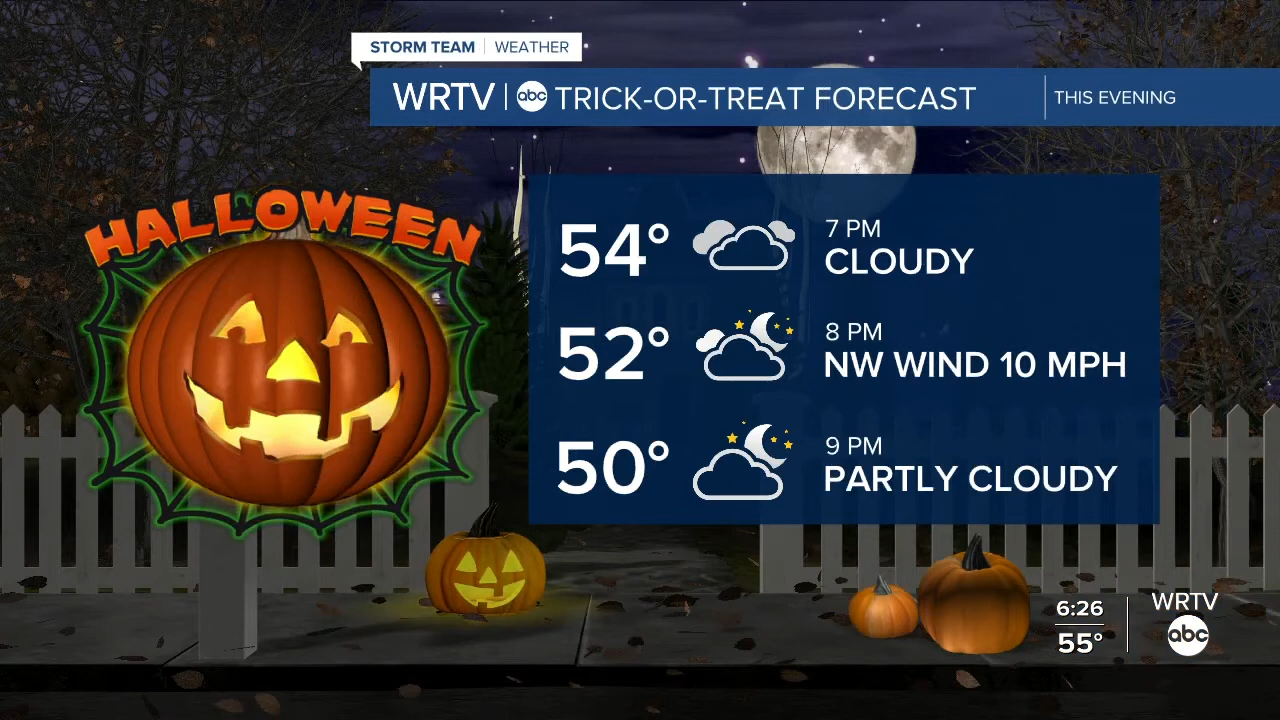 STORM TEAM | WEATHER
WRTV | abc TRICK-OR-TREAT FORECAST | THIS EVENING
HALLOWEEN
54° 7 PM
CLOUDY
52° 8 PM
NW WIND 10 MPH
50° 9 PM
PARTLY CLOUDY
6:26
55°
WRTV
abc